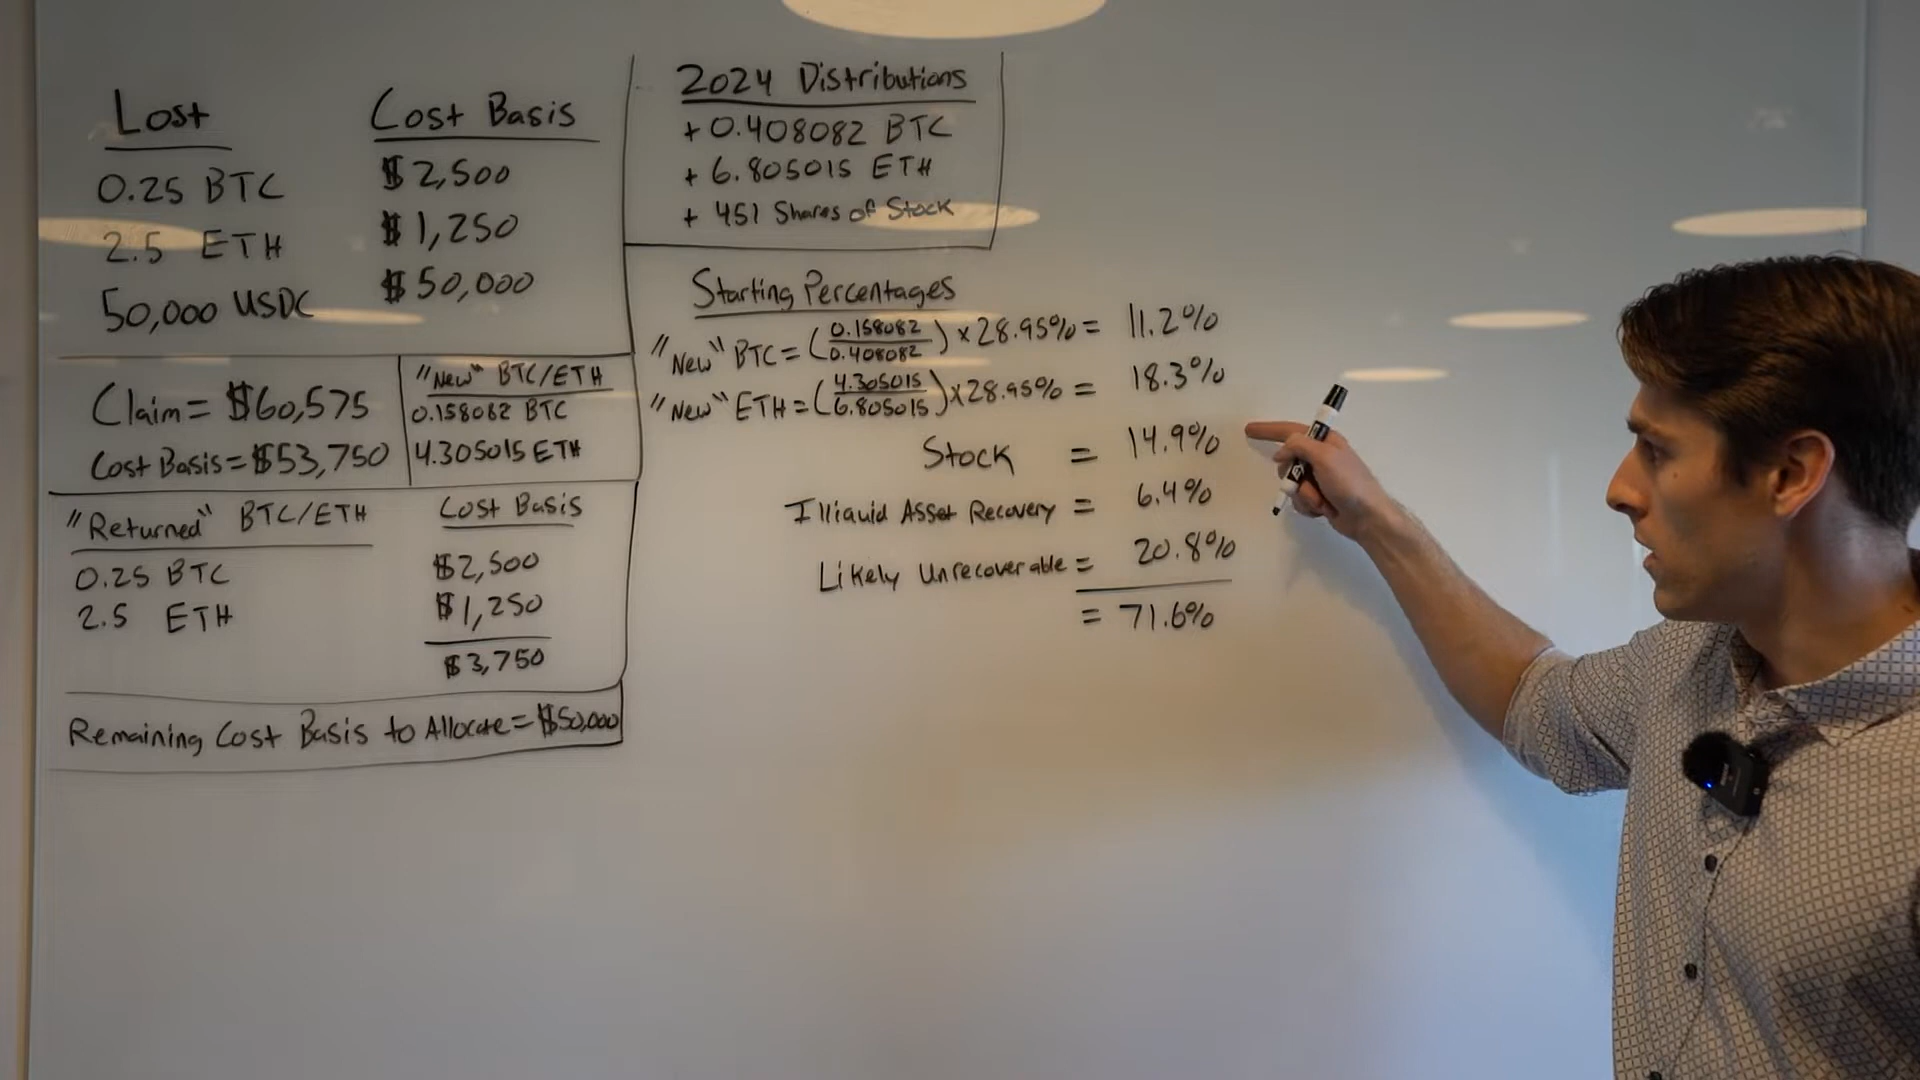 Lost Cost Basis
0.25 BTC $2,500
2.5 ETH $1,250
50,000 USDC $50,000
Claim = $60,575
Cost Basis = $53,750
"New" BTC/ETH
0.158082 BTC
4.305015 ETH
"Returned" BTC/ETH Cost Basis
0.25 BTC $2,500
2.5 ETH $1,250
$3,750
Remaining Cost Basis to Allocate = $50,000
2024 Distributions
+ 0.408082 BTC
+ 6.805015 ETH
+ 451 Shares of Stock
Starting Percentages
"New" BTC = (0.158082/0.408082) × 28.95% = 11.2%
"New" ETH = (4.305015/6.805015) × 28.95% = 18.3%
Stock = 14.9%
Illiquid Asset Recovery = 6.4%
Likely Unrecoverable = 20.8%
= 71.6%